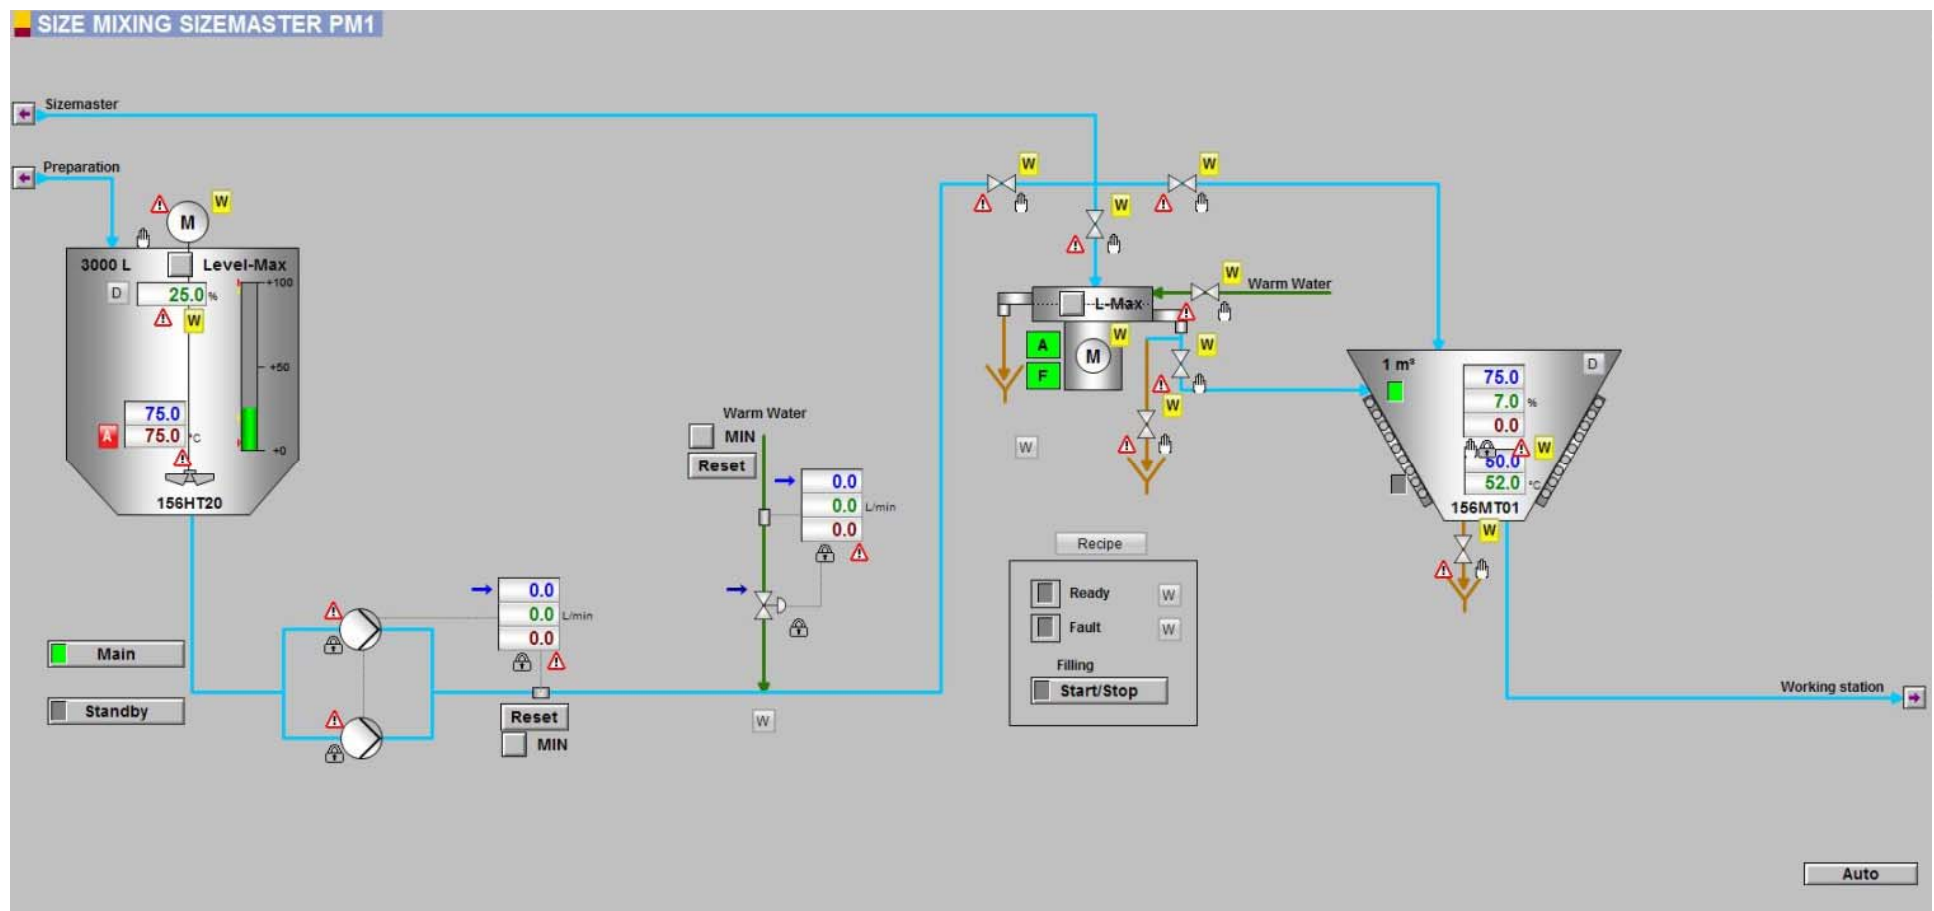 SIZE MIXING SIZEMASTER PM1
Sizemaster
Preparation
W
M
3000 L
Level-Max
D
25.0 %
W
+100
+50
+0
75.0
A
75.0 °C
156HT20
Main
Standby
0.0
0.0 L/min
0.0
Reset
MIN
Warm Water
MIN
Reset
0.0
0.0 L/min
0.0
W
W
W
W
W
Warm Water
L-Max
W
M
A
F
W
W
W
Recipe
Ready
W
Fault
W
Filling
Start/Stop
1 m³
D
75.0
7.0 %
0.0
W
50.0
52.0 °C
156MT01
W
Working station
Auto